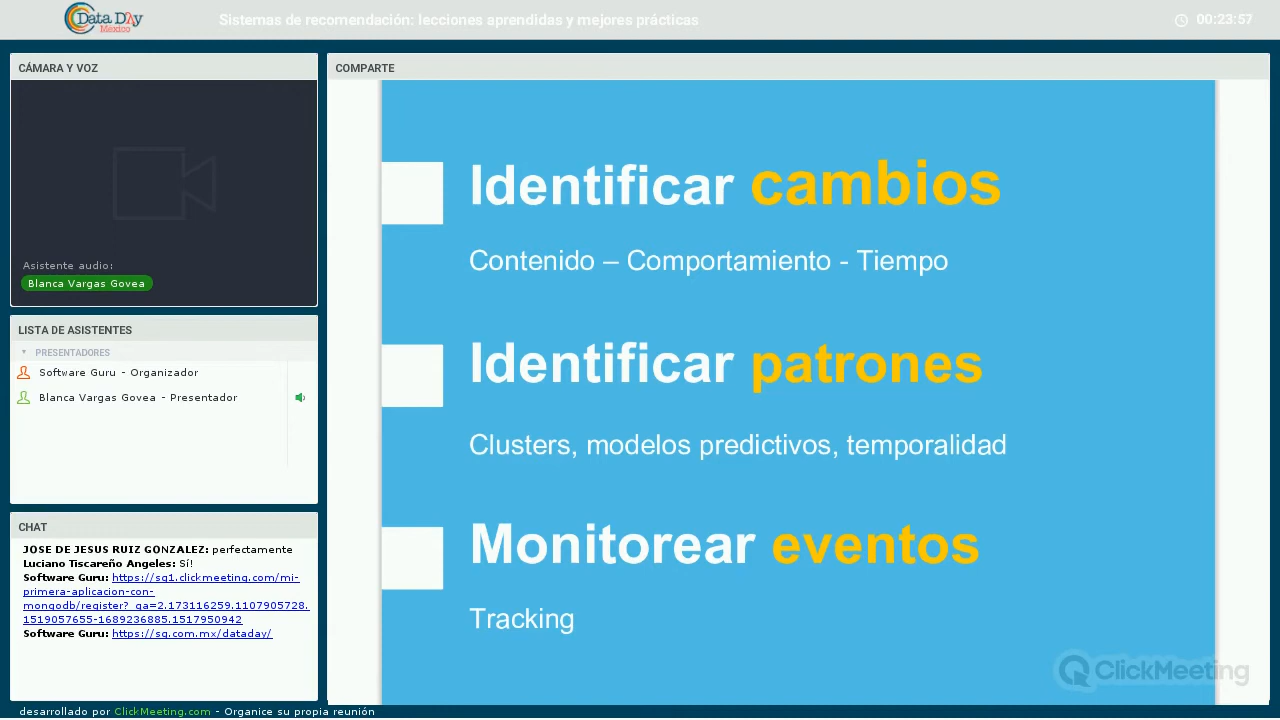 Data Day
México
Sistemas de recomendación: lecciones aprendidas y mejores prácticas
00:23:57
CÁMARA Y VOZ
Asistente audio:
Blanca Vargas Govea
LISTA DE ASISTENTES
PRESENTADORES
Software Guru - Organizador
Blanca Vargas Govea - Presentador
CHAT
JOSE DE JESUS RUIZ GONZALEZ: perfectamente
Luciano Tiscareño Angeles: Sí!
Software Guru: https://sg1.clickmeeting.com/mi-
primera-aplicacion-con-
mongodb/register?_ga=2.173116259.1107905728.
1519057655-1689236885.1517950942
Software Guru: https://sg.com.mx/dataday/
COMPARTE
Identificar cambios
Contenido – Comportamiento - Tiempo
Identificar patrones
Clusters, modelos predictivos, temporalidad
Monitorear eventos
Tracking
ClickMeeting
desarrollado por ClickMeeting.com - Organice su propia reunión